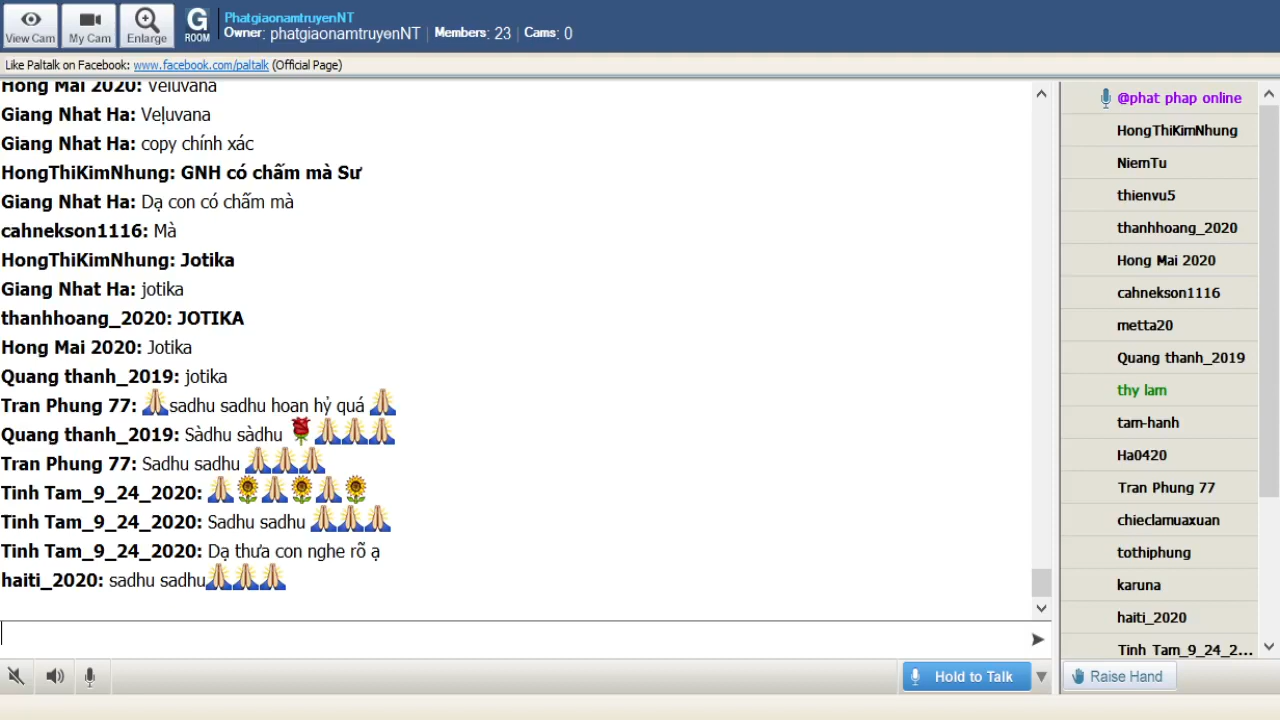 View Cam
My Cam
Enlarge
G
ROOM
PhatgiaonamtruyenNT
Owner: phatgiaonamtruyenNT | Members: 23 | Cams: 0
Like Paltalk on Facebook: www.facebook.com/paltalk (Official Page)
Hong Mai 2020: Veluvana
Giang Nhat Ha: Veḷuvana
Giang Nhat Ha: copy chính xác
HongThiKimNhung: GNH có chấm mà Sư
Giang Nhat Ha: Dạ con có chấm mà
cahnekson1116: Mà
HongThiKimNhung: Jotika
Giang Nhat Ha: jotika
thanhhoang_2020: JOTIKA
Hong Mai 2020: Jotika
Quang thanh_2019: jotika
Tran Phung 77: 🙏sadhu sadhu hoan hỷ quá 🙏
Quang thanh_2019: Sàdhu sàdhu 🌹🙏🙏🙏
Tran Phung 77: Sadhu sadhu 🙏🙏🙏
Tinh Tam_9_24_2020: 🙏🌻🙏🌻🙏🌻
Tinh Tam_9_24_2020: Sadhu sadhu 🙏🙏🙏
Tinh Tam_9_24_2020: Dạ thưa con nghe rõ ạ
haiti_2020: sadhu sadhu🙏🙏🙏
@phat phap online
HongThiKimNhung
NiemTu
thienvu5
thanhhoang_2020
Hong Mai 2020
cahnekson1116
metta20
Quang thanh_2019
thy lam
tam-hanh
Ha0420
Tran Phung 77
chieclamuaxuan
tothiphung
karuna
haiti_2020
Tinh Tam_9_24_2...
Hold to Talk
Raise Hand